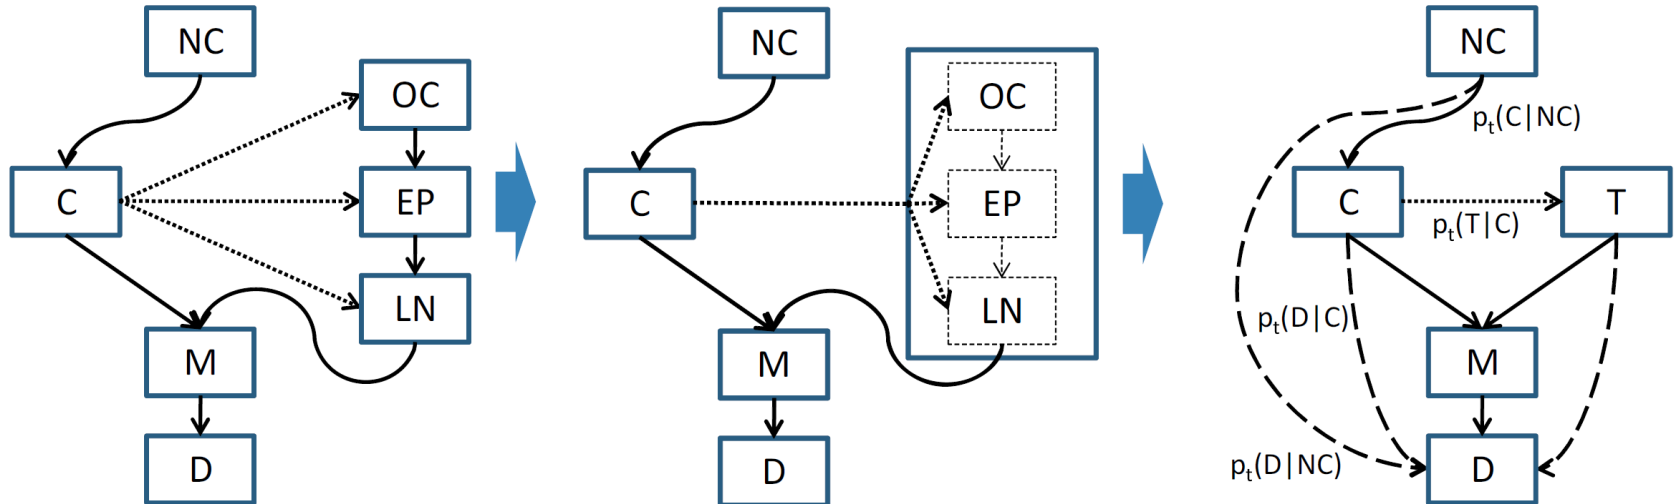 NC
OC
C
EP
LN
M
D
NC
OC
C
EP
LN
M
D
NC
pₜ(C|NC)
C
T
pₜ(T|C)
pₜ(D|C)
M
pₜ(D|NC)
D